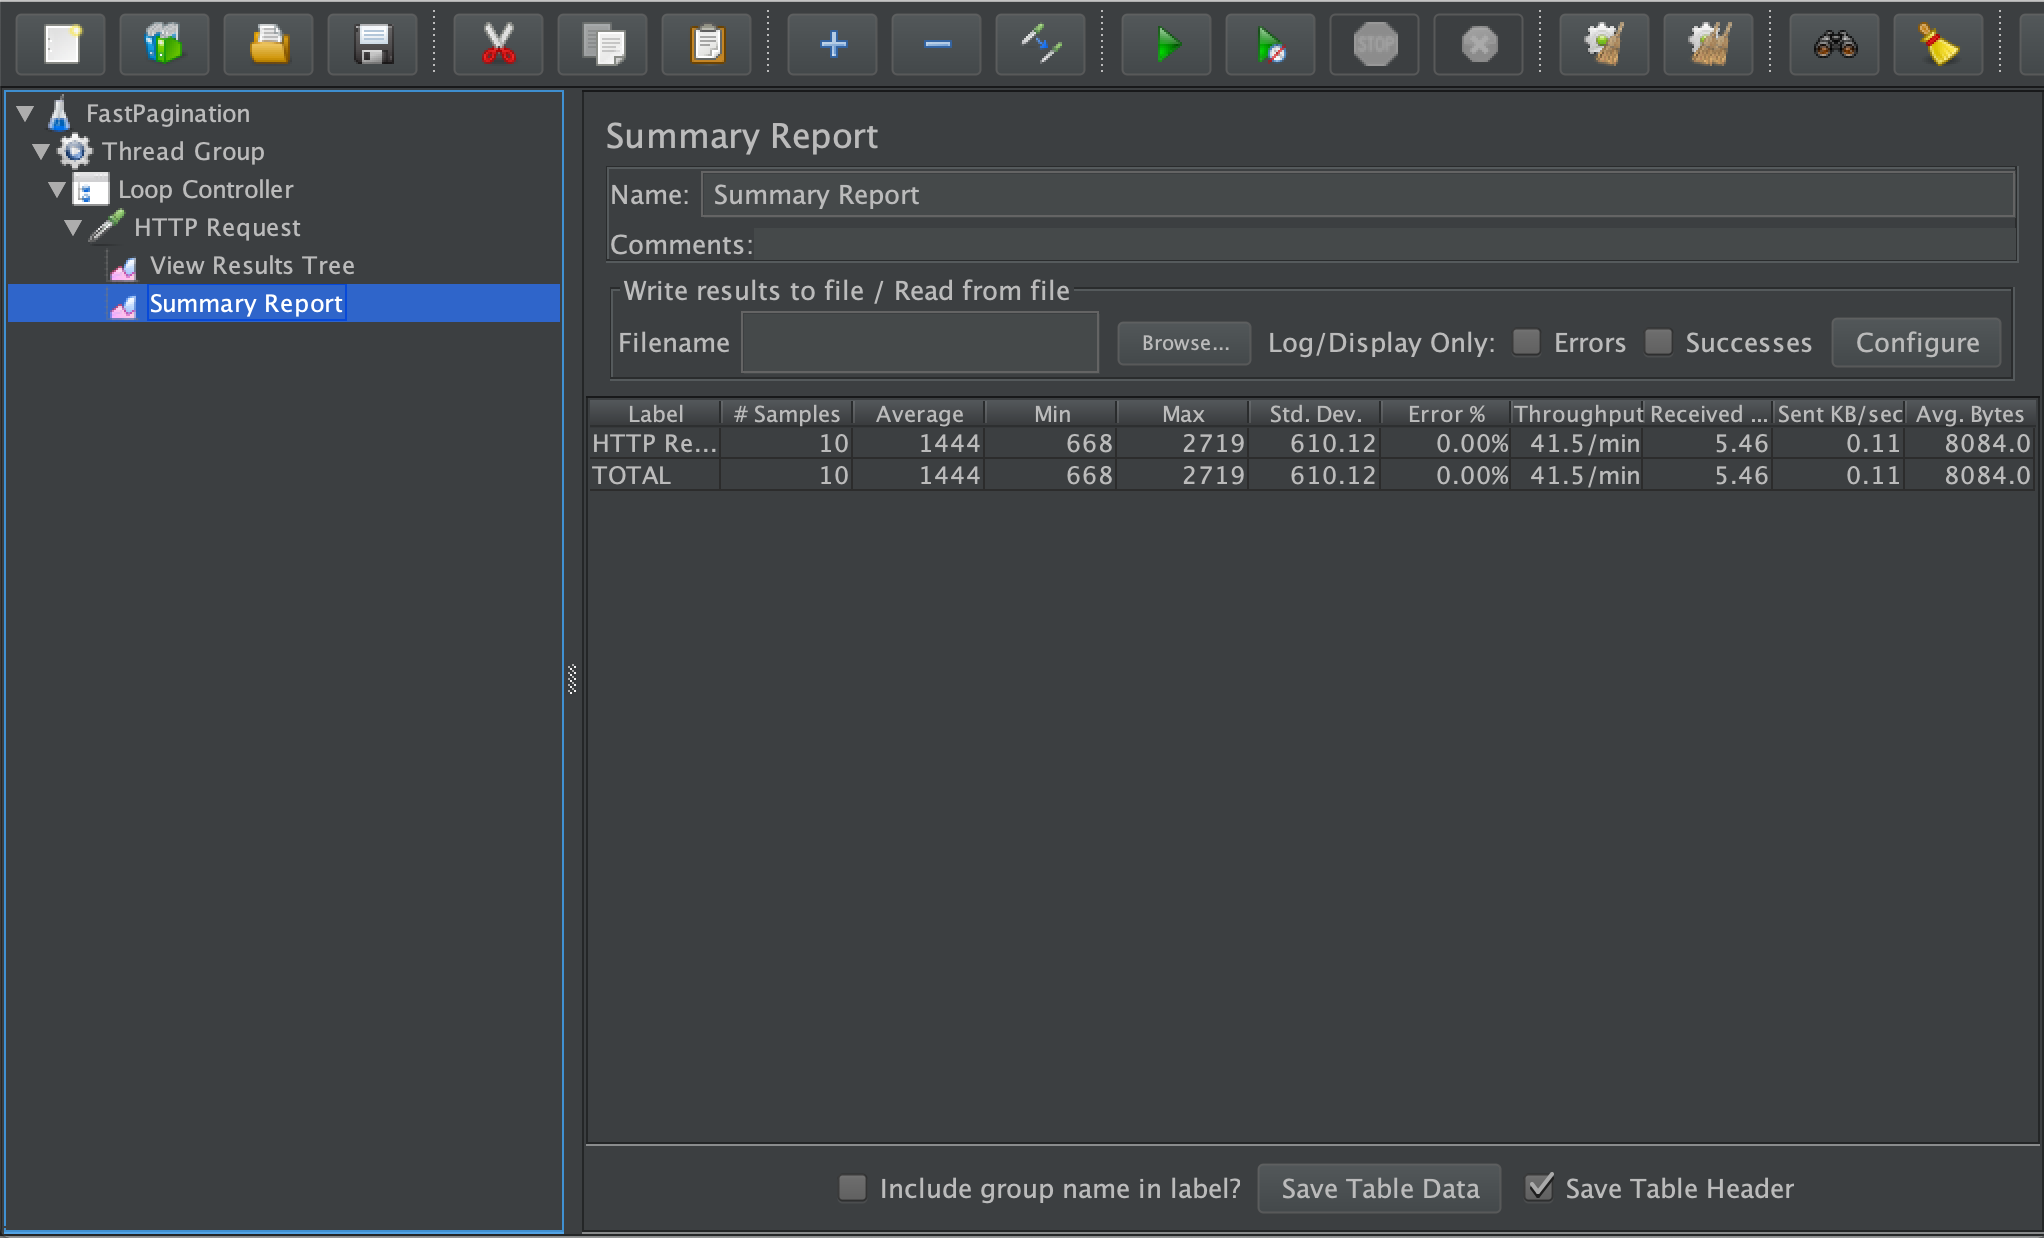 STOP
FastPagination
Thread Group
Loop Controller
HTTP Request
View Results Tree
Summary Report
Summary Report
Name: Summary Report
Comments:
Write results to file / Read from file
Filename Browse... Log/Display Only: Errors Successes Configure
Label # Samples Average Min Max Std. Dev. Error % Throughput Received ... Sent KB/sec Avg. Bytes
HTTP Re... 10 1444 668 2719 610.12 0.00% 41.5/min 5.46 0.11 8084.0
TOTAL 10 1444 668 2719 610.12 0.00% 41.5/min 5.46 0.11 8084.0
Include group name in label? Save Table Data Save Table Header